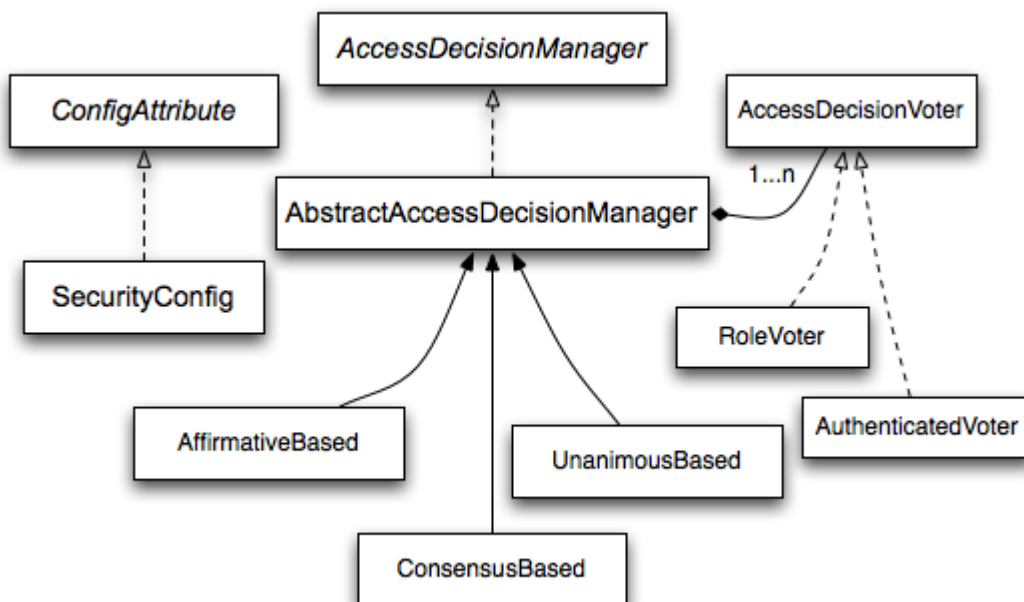 AccessDecisionManager
ConfigAttribute
AccessDecisionVoter
1...n
AbstractAccessDecisionManager
SecurityConfig
RoleVoter
AffirmativeBased
AuthenticatedVoter
UnanimousBased
ConsensusBased